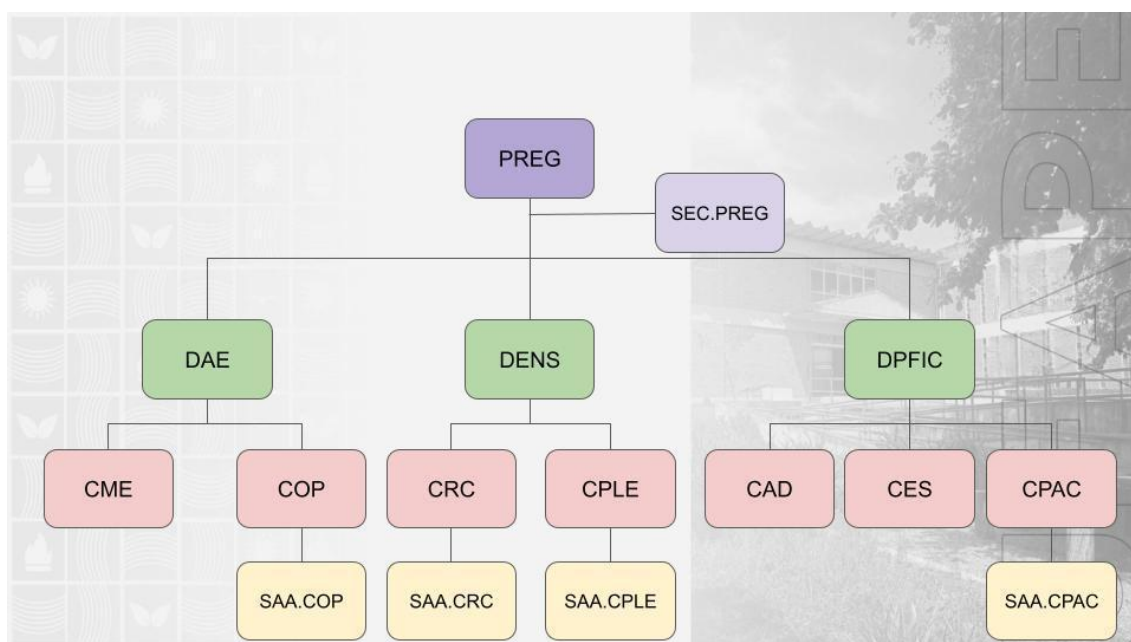 PREG
SEC.PREG
DAE
DENS
DPFIC
CME
COP
CRC
CPLE
CAD
CES
CPAC
SAA.COP
SAA.CRC
SAA.CPLE
SAA.CPAC